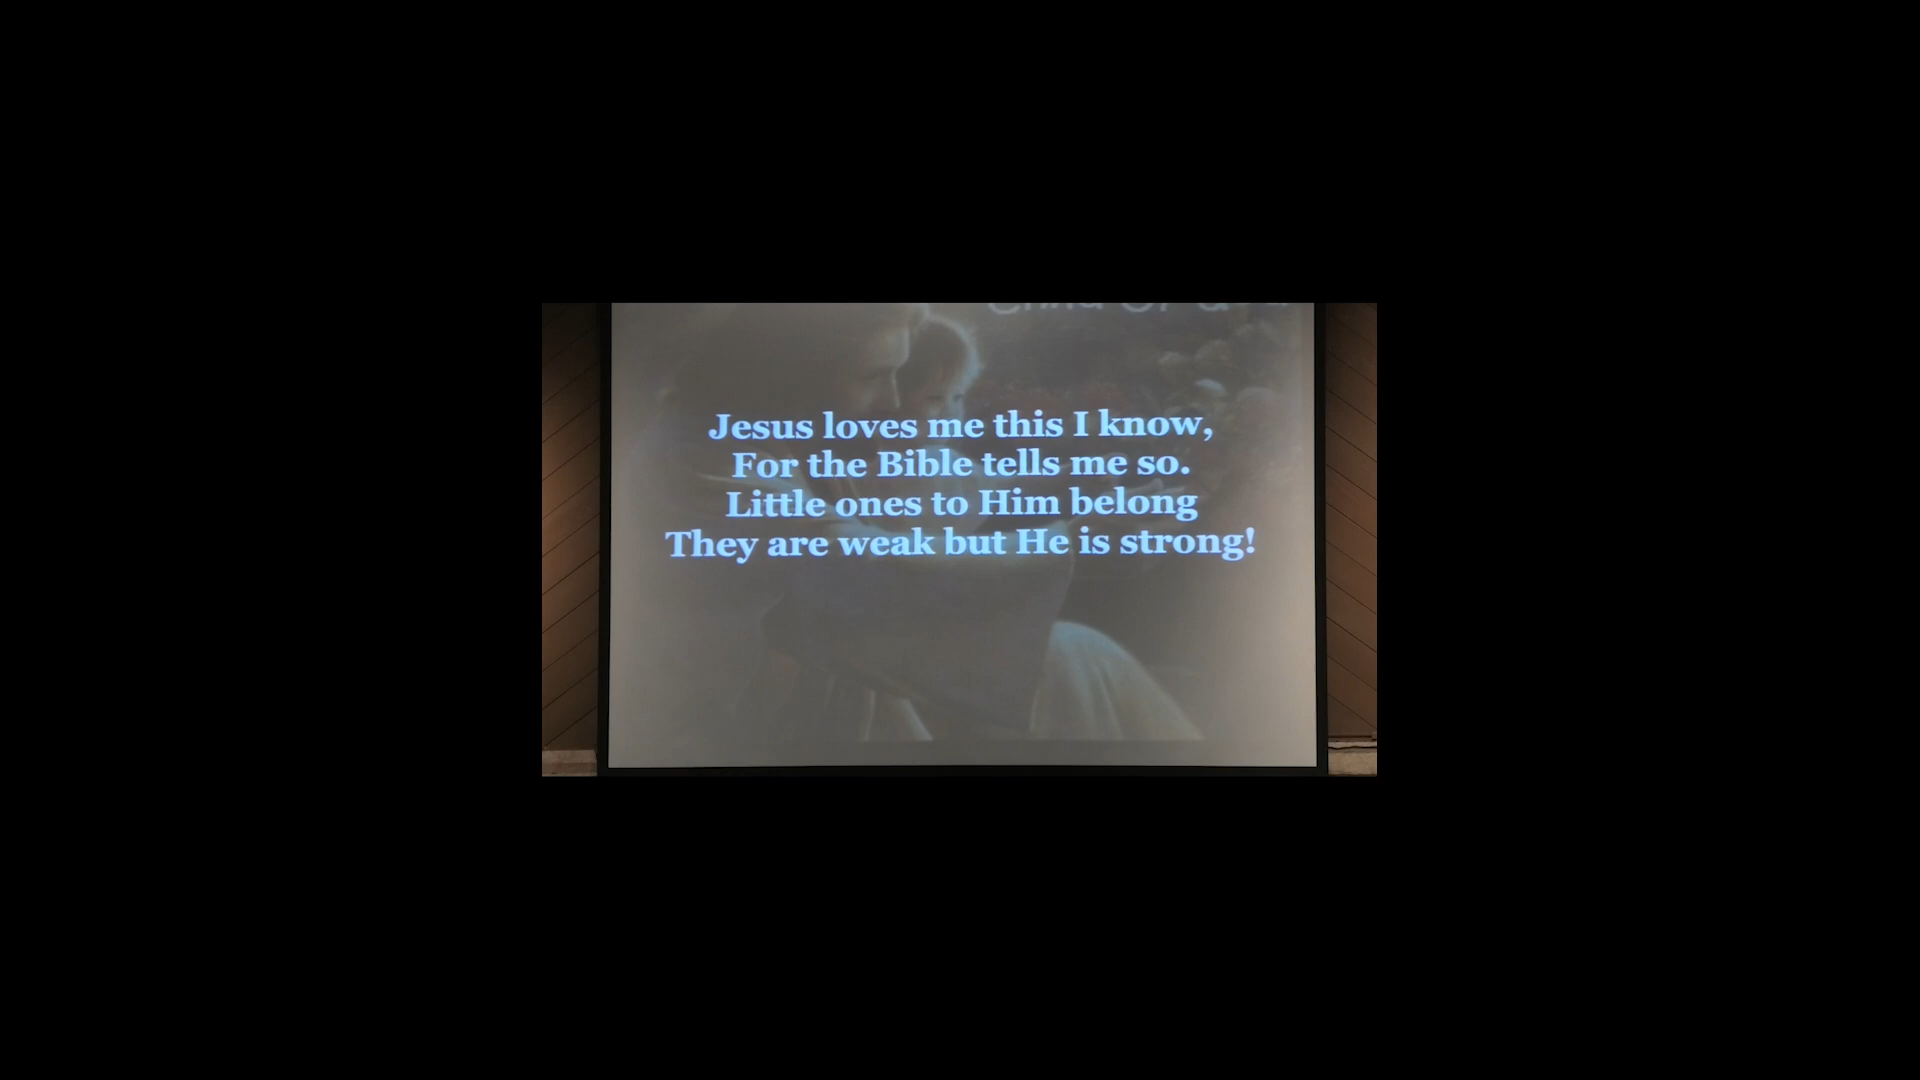 Jesus loves me this I know,
For the Bible tells me so.
Little ones to Him belong
They are weak but He is strong!